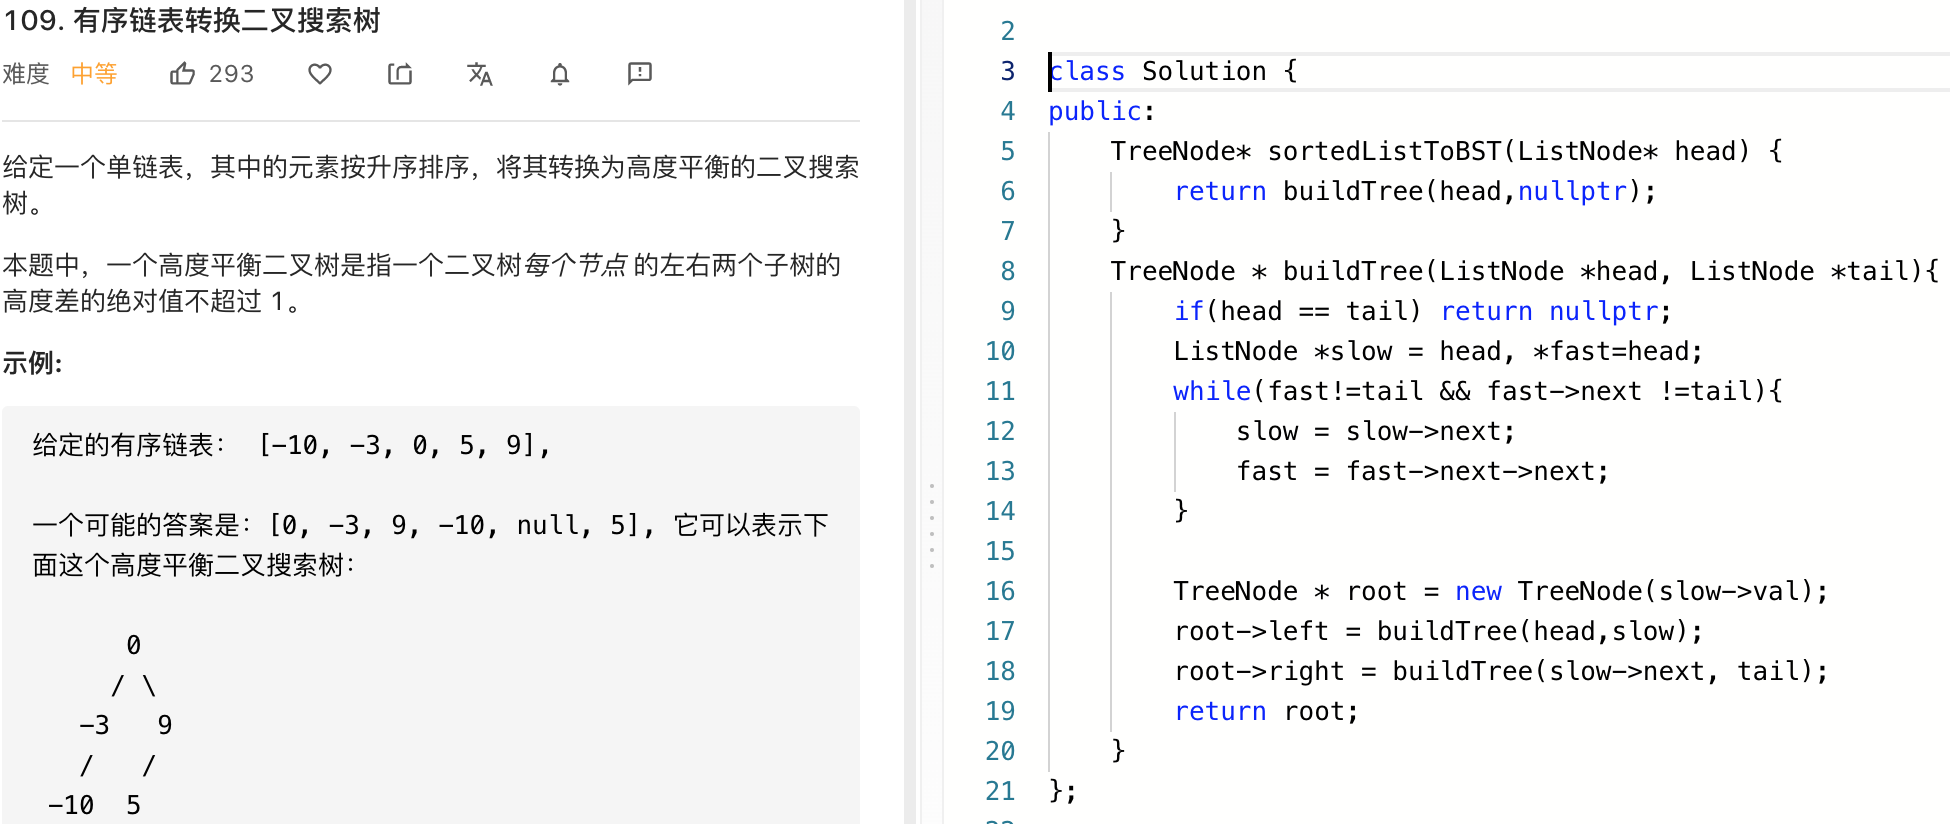 109. 有序链表转换二叉搜索树
难度 中等 293
给定一个单链表，其中的元素按升序排序，将其转换为高度平衡的二叉搜索
树。
本题中，一个高度平衡二叉树是指一个二叉树每个节点 的左右两个子树的
高度差的绝对值不超过 1。
示例:
给定的有序链表： [-10, -3, 0, 5, 9],
一个可能的答案是：[0, -3, 9, -10, null, 5], 它可以表示下
面这个高度平衡二叉搜索树：
0
/ \
-3 9
/ /
-10 5
2
3 class Solution {
4 public:
5 TreeNode* sortedListToBST(ListNode* head) {
6 return buildTree(head,nullptr);
7 }
8 TreeNode * buildTree(ListNode *head, ListNode *tail){
9 if(head == tail) return nullptr;
10 ListNode *slow = head, *fast=head;
11 while(fast!=tail && fast->next !=tail){
12 slow = slow->next;
13 fast = fast->next->next;
14 }
15
16 TreeNode * root = new TreeNode(slow->val);
17 root->left = buildTree(head,slow);
18 root->right = buildTree(slow->next, tail);
19 return root;
20 }
21 };